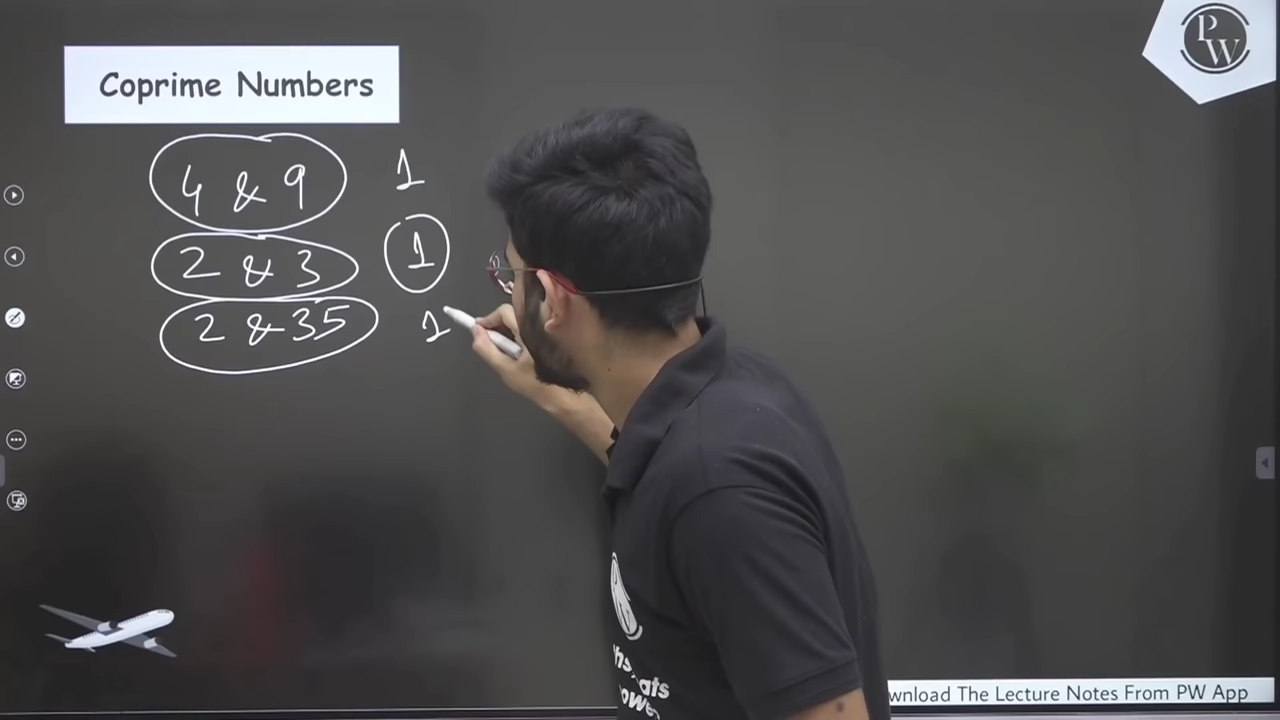 PW
Coprime Numbers
4 & 9 1
2 & 3 1
2 & 35 1
wnload The Lecture Notes From PW App